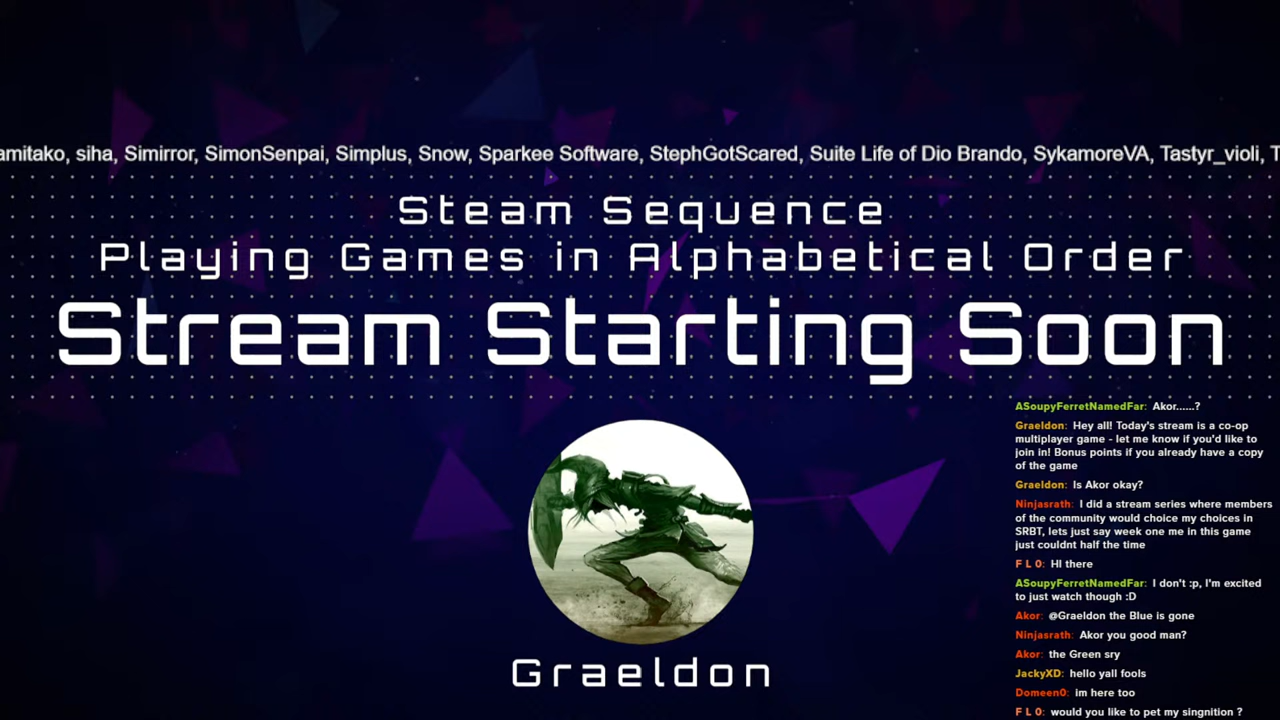 amitako, siha, Simirror, SimonSenpai, Simplus, Snow, Sparkee Software, StephGotScared, Suite Life of Dio Brando, SykamoreVA, Tastyr_violi, T
Steam Sequence
Playing Games in Alphabetical Order
Stream Starting Soon
ASoupyFerretNamedFar: Akor......?
Graeldon: Hey all! Today's stream is a co-op
multiplayer game - let me know if you'd like to
join in! Bonus points if you already have a copy
of the game
Graeldon: Is Akor okay?
Ninjasrath: I did a stream series where members
of the community would choice my choices in
SRBT, lets just say week one me in this game
just couldnt half the time
F L 0: HI there
ASoupyFerretNamedFar: I don't :p, I'm excited
to just watch though :D
Akor: @Graeldon the Blue is gone
Ninjasrath: Akor you good man?
Akor: the Green sry
JackyXD: hello yall fools
Domeen0: im here too
F L 0: would you like to pet my singnition ?
Graeldon